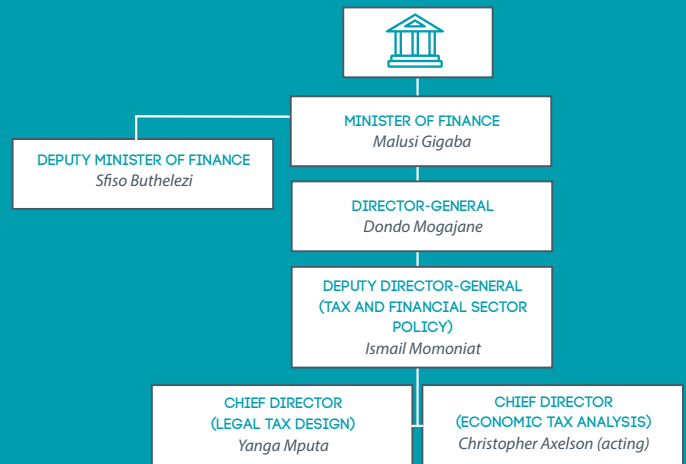 MINISTER OF FINANCE
Malusi Gigaba
DEPUTY MINISTER OF FINANCE
Sfiso Buthelezi
DIRECTOR-GENERAL
Dondo Mogajane
DEPUTY DIRECTOR-GENERAL
(TAX AND FINANCIAL SECTOR
POLICY)
Ismail Momoniat
CHIEF DIRECTOR
(LEGAL TAX DESIGN)
Yanga Mputa
CHIEF DIRECTOR
(ECONOMIC TAX ANALYSIS)
Christopher Axelson (acting)